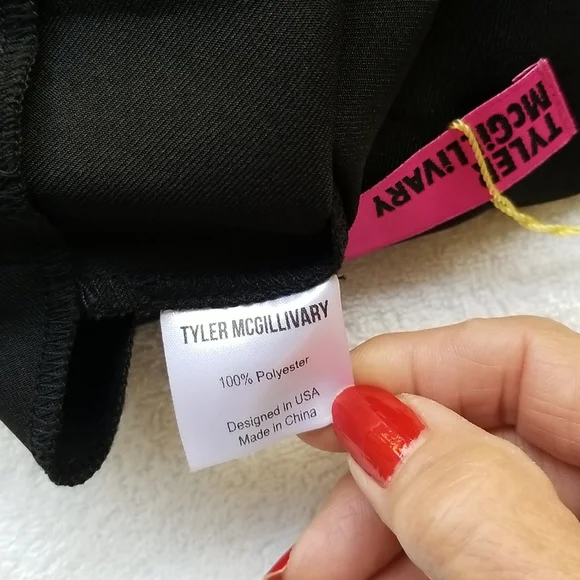 TYLER
McGiLLiVARY
TYLER MCGILLIVARY
100% Polyester
Designed in USA
Made in China